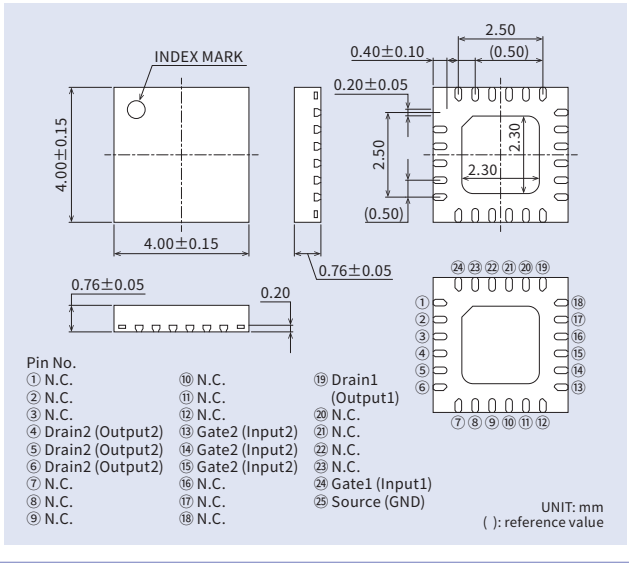 INDEX MARK
4.00±0.15
4.00±0.15
0.76±0.05
0.40±0.10
2.50
(0.50)
0.20±0.05
2.50
(0.50)
2.30
2.30
0.76±0.05
0.20
㉔ ㉓ ㉒ ㉑ ⑳ ⑲
①
②
③
④
⑤
⑥
⑱
⑰
⑯
⑮
⑭
⑬
⑦ ⑧ ⑨ ⑩ ⑪ ⑫
Pin No.
① N.C.
② N.C.
③ N.C.
④ Drain2 (Output2)
⑤ Drain2 (Output2)
⑥ Drain2 (Output2)
⑦ N.C.
⑧ N.C.
⑨ N.C.
⑩ N.C.
⑪ N.C.
⑫ N.C.
⑬ Gate2 (Input2)
⑭ Gate2 (Input2)
⑮ Gate2 (Input2)
⑯ N.C.
⑰ N.C.
⑱ N.C.
⑲ Drain1
(Output1)
⑳ N.C.
㉑ N.C.
㉒ N.C.
㉓ N.C.
㉔ Gate1 (Input1)
㉕ Source (GND)
UNIT: mm
( ): reference value